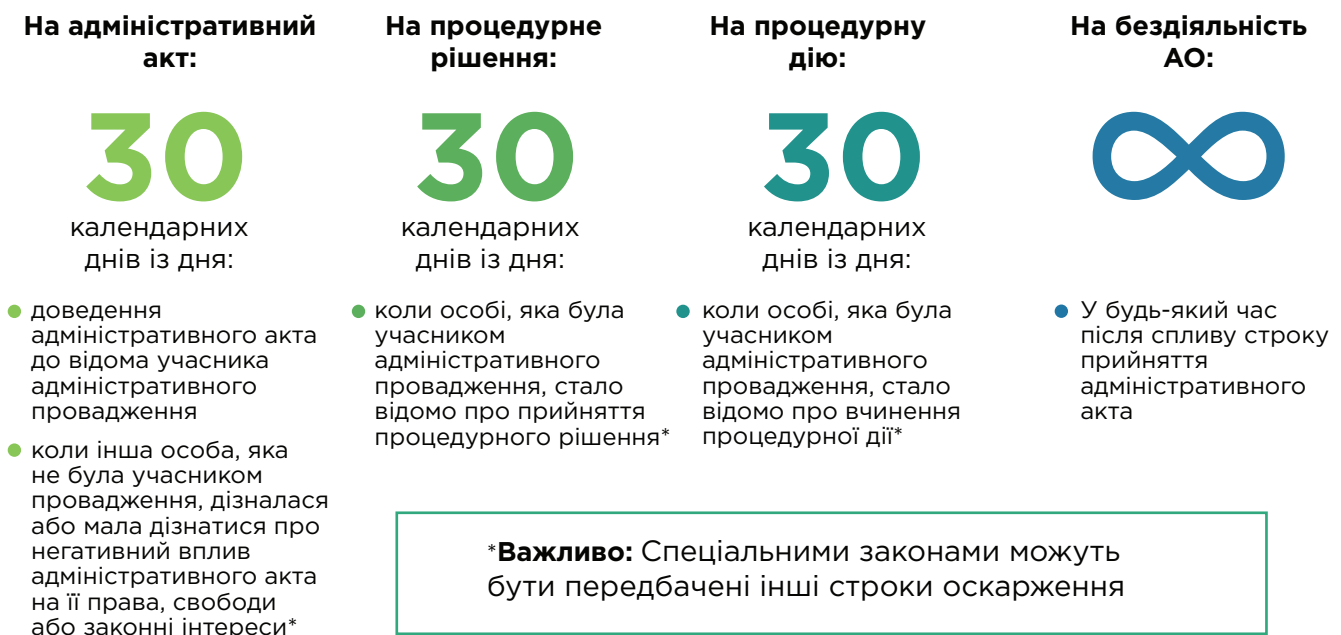 На адміністративний
акт:
30
календарних
днів із дня:
доведення
адміністративного акта
до відома учасника
адміністративного
провадження
коли інша особа, яка
не була учасником
провадження, дізналася
або мала дізнатися про
негативний вплив
адміністративного акта
на її права, свободи
або законні інтереси*
На процедурне
рішення:
30
календарних
днів із дня:
коли особі, яка була
учасником
адміністративного
провадження, стало
відомо про прийняття
процедурного рішення*
На процедурну
дію:
30
календарних
днів із дня:
коли особі, яка була
учасником
адміністративного
провадження, стало
відомо про вчинення
процедурної дії*
На бездіяльність
АО:
∞
У будь-який час
після спливу строку
прийняття
адміністративного
акта
*Важливо: Спеціальними законами можуть
бути передбачені інші строки оскарження